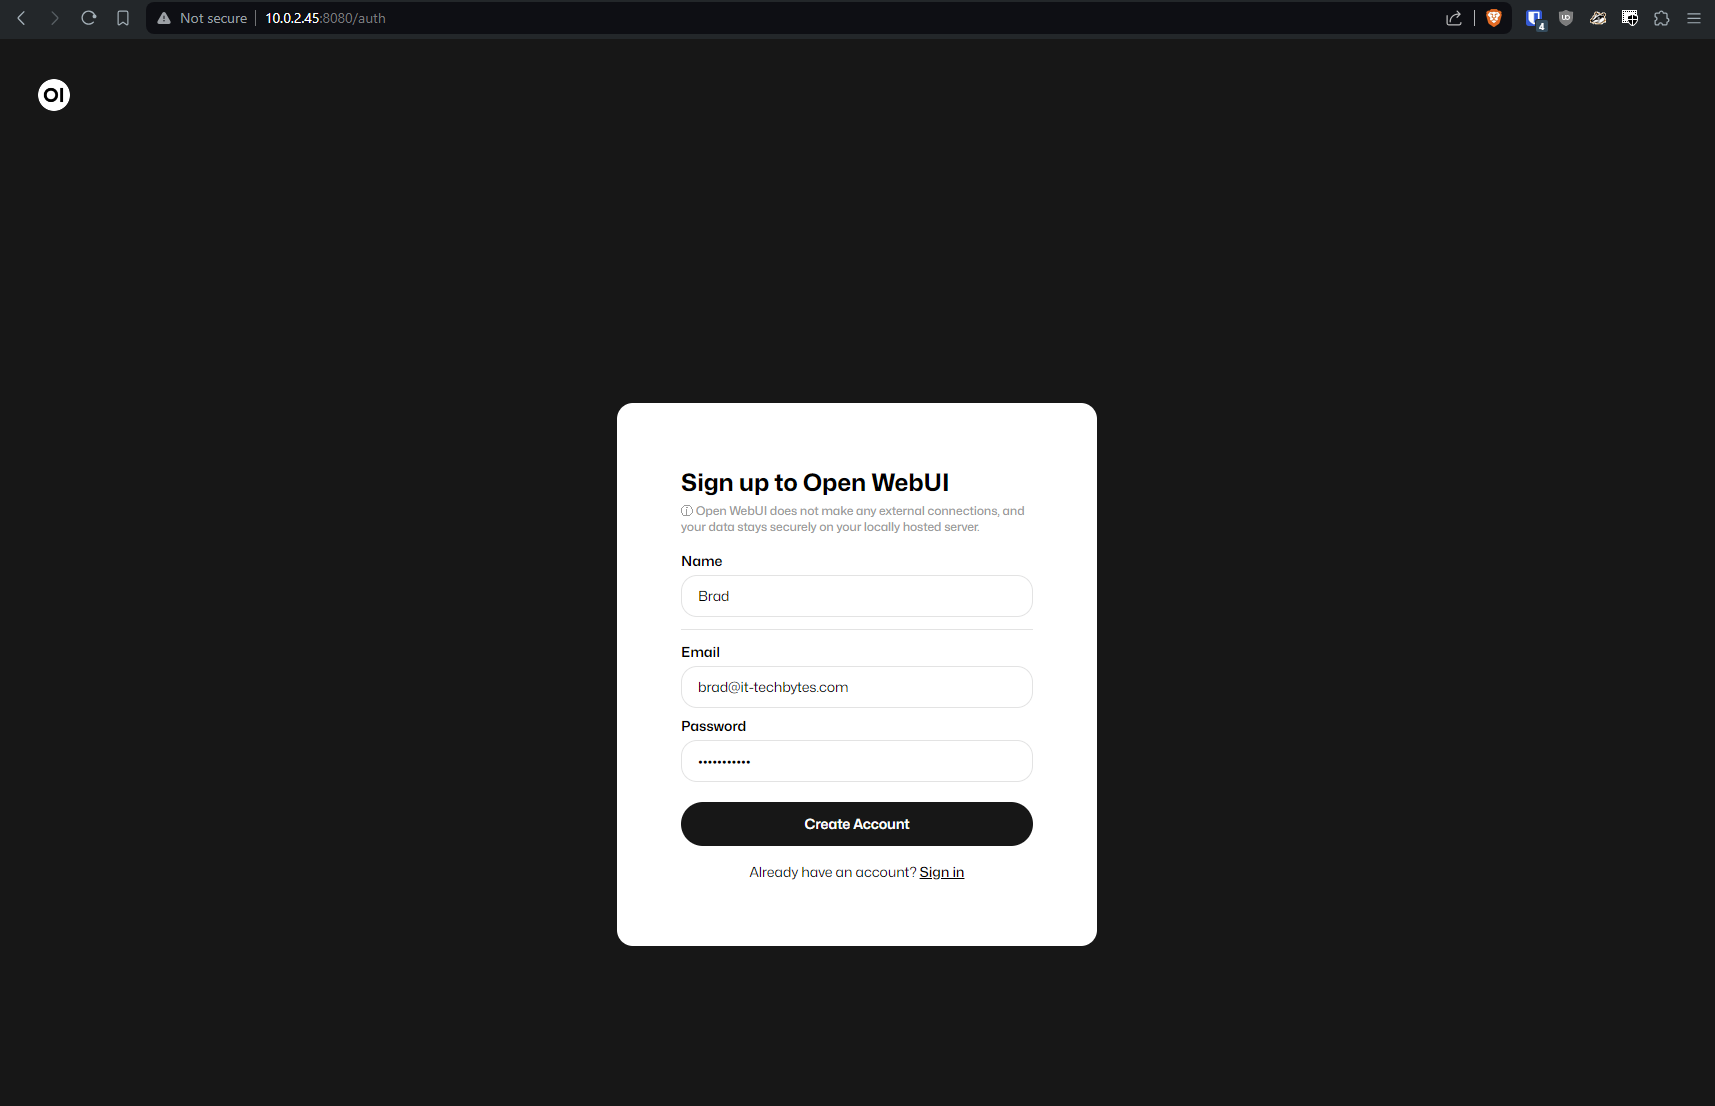 Not secure
10.0.2.45:8080/auth
4
UD
OI
Sign up to Open WebUI
Open WebUI does not make any external connections, and
your data stays securely on your locally hosted server.
Name
Brad
Email
brad@it-techbytes.com
Password
•••••••••••
Create Account
Already have an account? Sign in